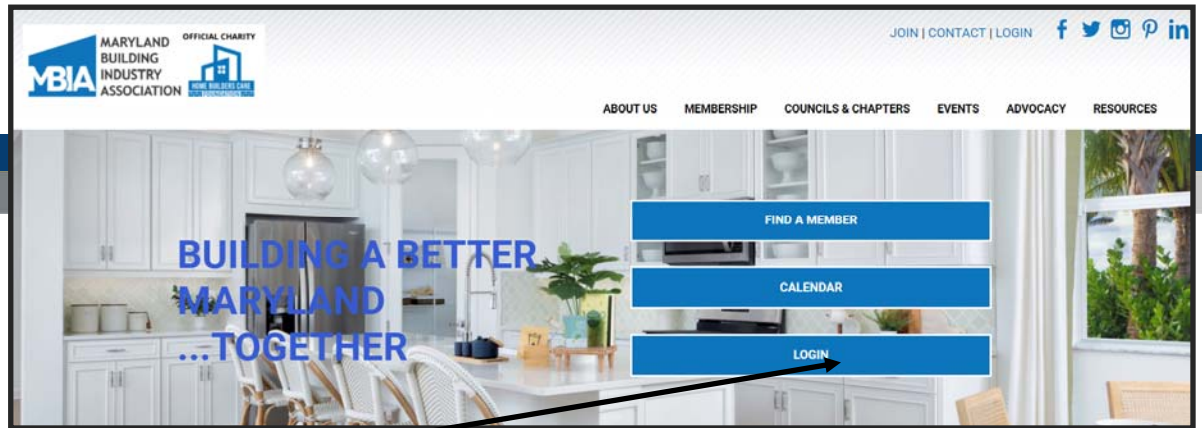 MARYLAND
BUILDING
INDUSTRY
ASSOCIATION
MBIA
OFFICIAL CHARITY
HOME BUILDERS CARE
JOIN | CONTACT | LOGIN
ABOUT US MEMBERSHIP COUNCILS & CHAPTERS EVENTS ADVOCACY RESOURCES
BUILDING A BETTER
MARYLAND
...TOGETHER
FIND A MEMBER
CALENDAR
LOGIN